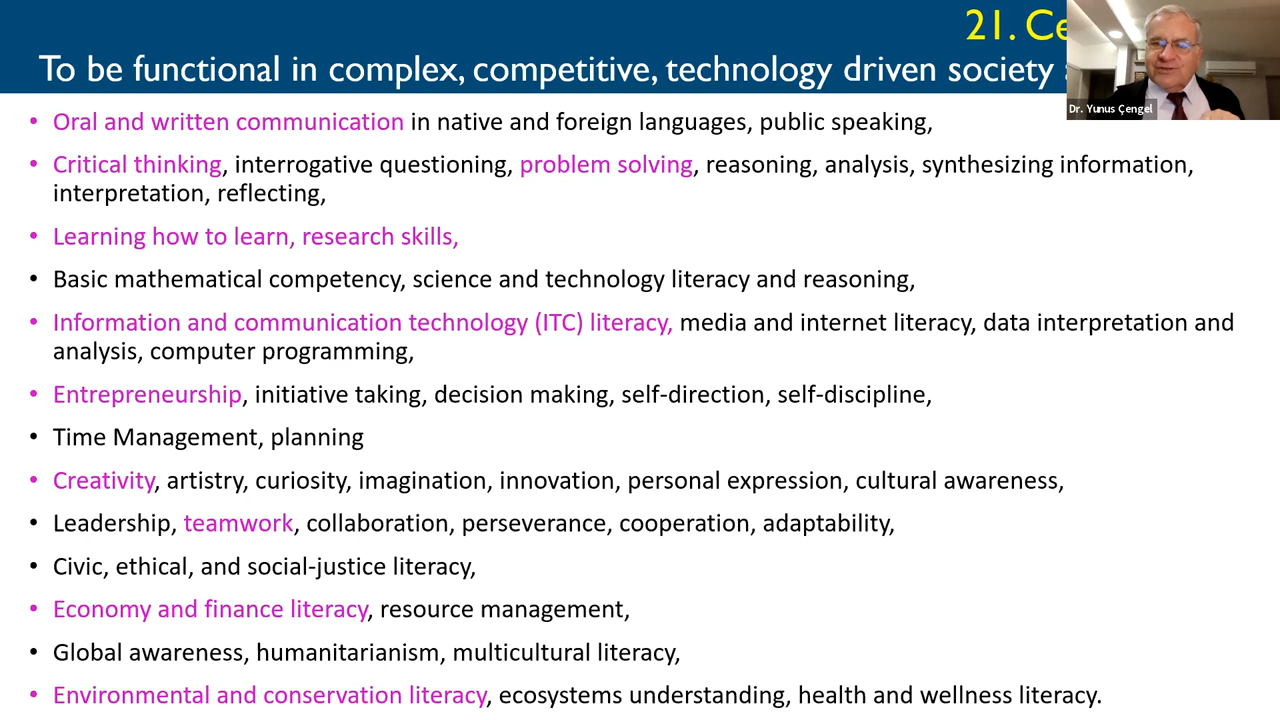 21. Ce
To be functional in complex, competitive, technology driven society
Dr. Yunus Çengel
• Oral and written communication in native and foreign languages, public speaking,
• Critical thinking, interrogative questioning, problem solving, reasoning, analysis, synthesizing information,
interpretation, reflecting,
• Learning how to learn, research skills,
• Basic mathematical competency, science and technology literacy and reasoning,
• Information and communication technology (ITC) literacy, media and internet literacy, data interpretation and
analysis, computer programming,
• Entrepreneurship, initiative taking, decision making, self-direction, self-discipline,
• Time Management, planning
• Creativity, artistry, curiosity, imagination, innovation, personal expression, cultural awareness,
• Leadership, teamwork, collaboration, perseverance, cooperation, adaptability,
• Civic, ethical, and social-justice literacy,
• Economy and finance literacy, resource management,
• Global awareness, humanitarianism, multicultural literacy,
• Environmental and conservation literacy, ecosystems understanding, health and wellness literacy.